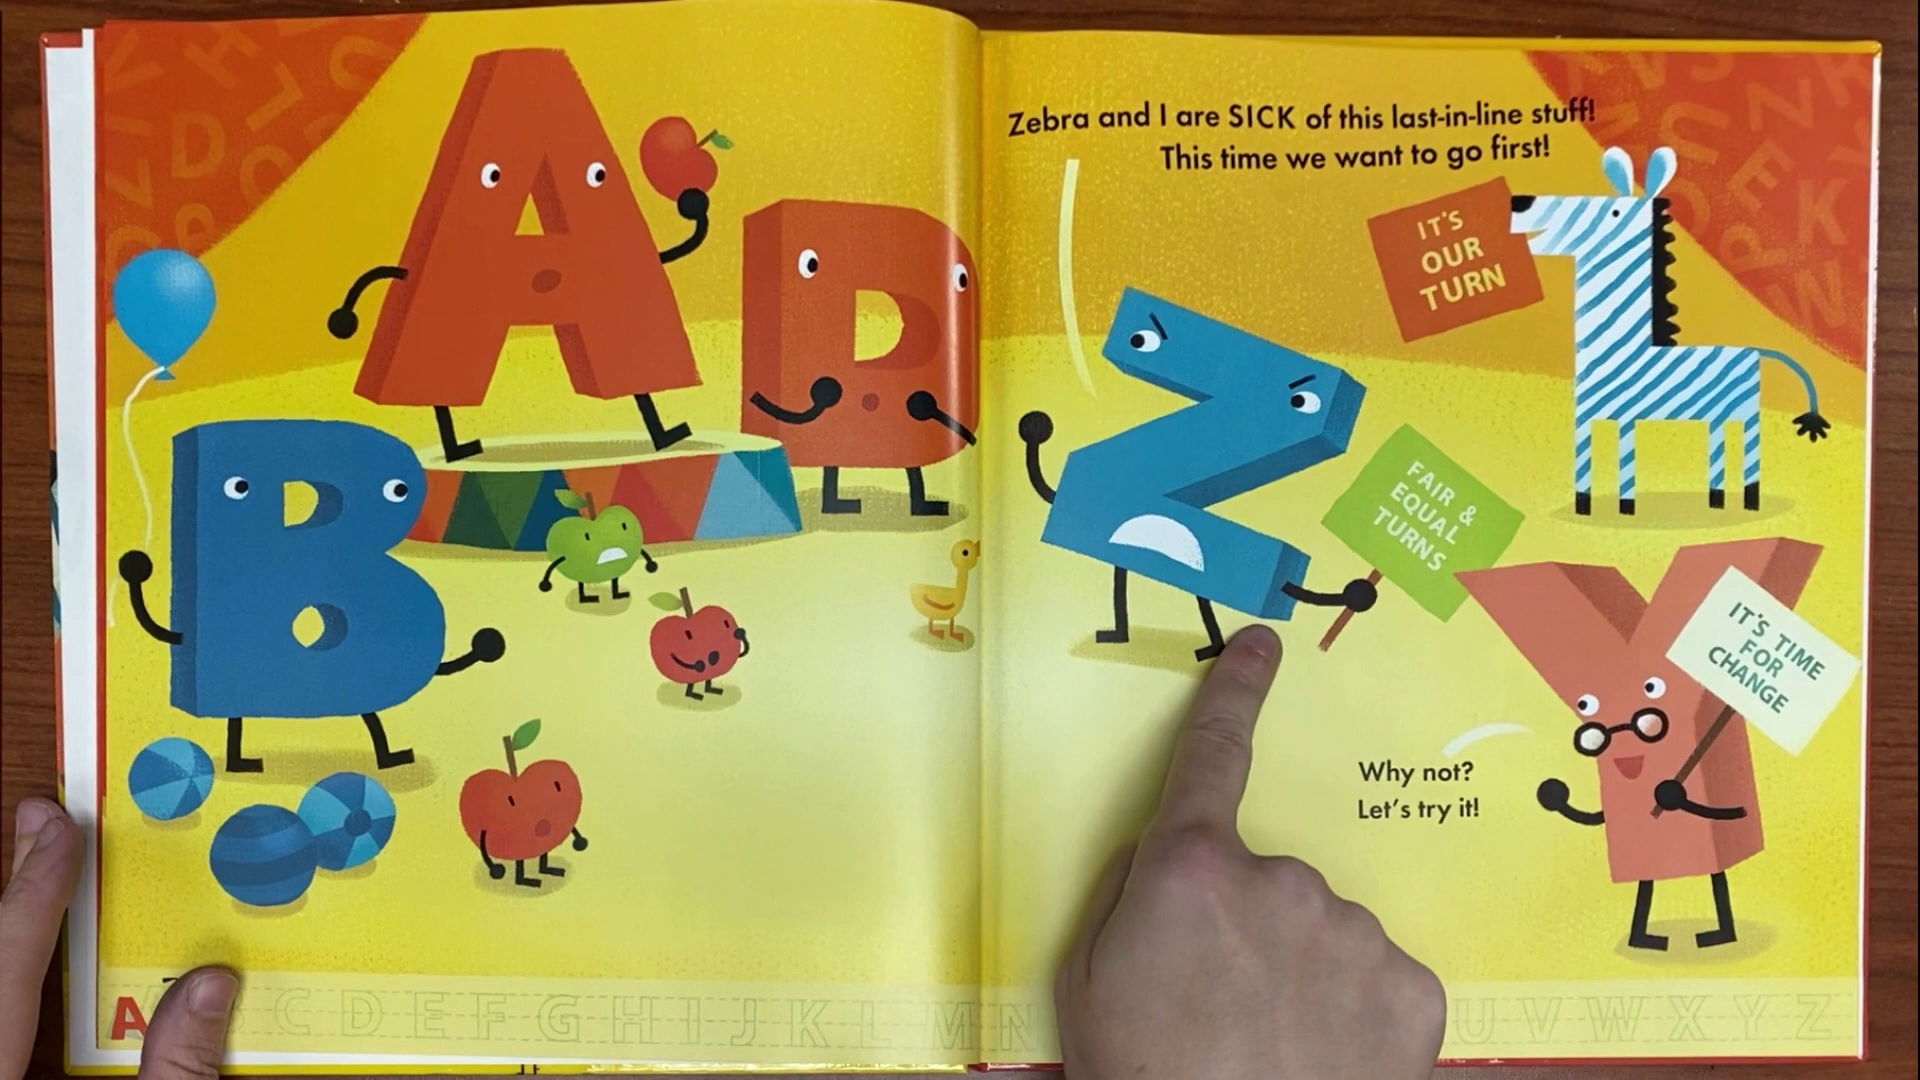 Zebra and I are SICK of this last-in-line stuff!
This time we want to go first!
IT'S
OUR
TURN
FAIR &
EQUAL
TURNS
IT'S TIME
FOR
CHANGE
Why not?
Let's try it!
A B C D E F G H I J K L M N U V W X Y Z